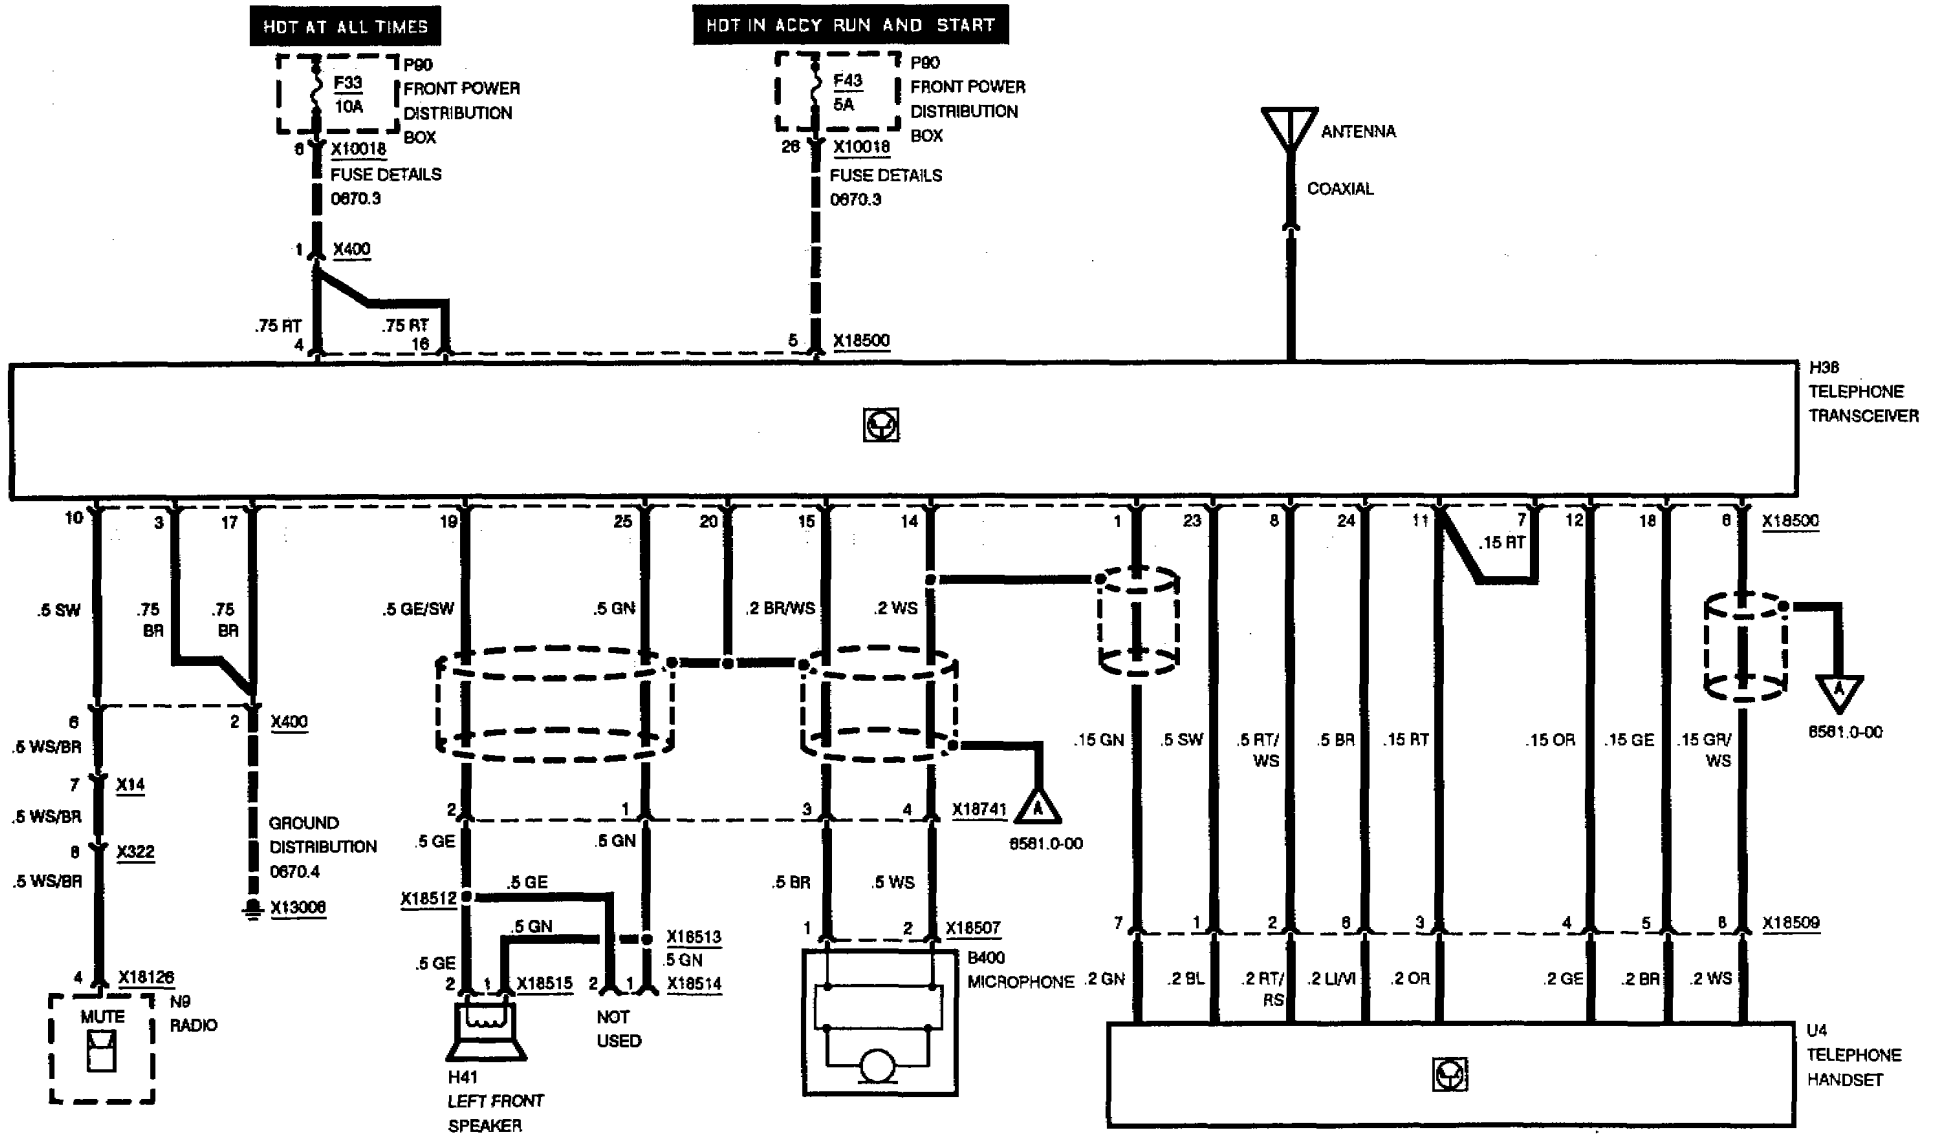 HOT AT ALL TIMES
HOT IN ACCY RUN AND START
F33
10A
P90
FRONT POWER
DISTRIBUTION
BOX
F43
5A
P90
FRONT POWER
DISTRIBUTION
BOX
6 X10018
FUSE DETAILS
0670.3
26 X10018
FUSE DETAILS
0670.3
ANTENNA
COAXIAL
1 X400
.75 RT
.75 RT
4 16 5 X18500
H38
TELEPHONE
TRANSCEIVER
10 3 17 19 25 20 15 14 1 23 8 24 11 7 12 18 6 X18500
.15 RT
.5 SW
.75
BR
.75
BR
.5 GE/SW
.5 GN
.2 BR/WS
.2 WS
6 2 X400
.5 WS/BR
7 X14
.5 WS/BR
8 X322
.5 WS/BR
GROUND
DISTRIBUTION
0670.4
X13006
4 X18126
MUTE
N9
RADIO
2 1 3 4 X18741
A
8581.0-00
.5 GE
.5 GN
X18512
.5 GE
.5 GN
X18513
.5 GE
.5 GN
2 1 X18515
2 1 X18514
NOT
USED
H41
LEFT FRONT
SPEAKER
.5 BR
.5 WS
1 2 X18507
B400
MICROPHONE
.15 GN
.5 SW
.5 RT/
WS
.5 BR
.15 RT
.15 OR
.15 GE
.15 GR/
WS
A
8581.0-00
7 1 2 6 3 4 5 8 X18509
.2 GN
.2 BL
.2 RT/
RS
.2 LI/VI
.2 OR
.2 GE
.2 BR
.2 WS
U4
TELEPHONE
HANDSET